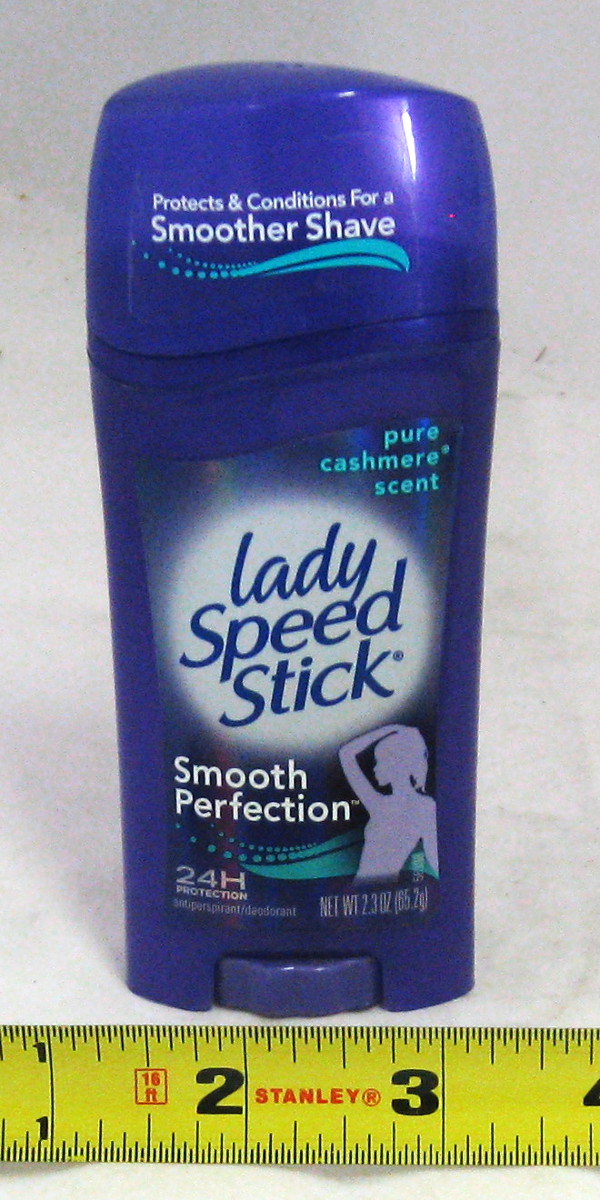 Protects & Conditions For a
Smoother Shave
pure
cashmere®
scent
lady
Speed
Stick®
Smooth
Perfection™
24H
PROTECTION
antiperspirant/deodorant
NET WT 2.3 OZ (65.2g)
1
16
ft
2
STANLEY®
3
4
1